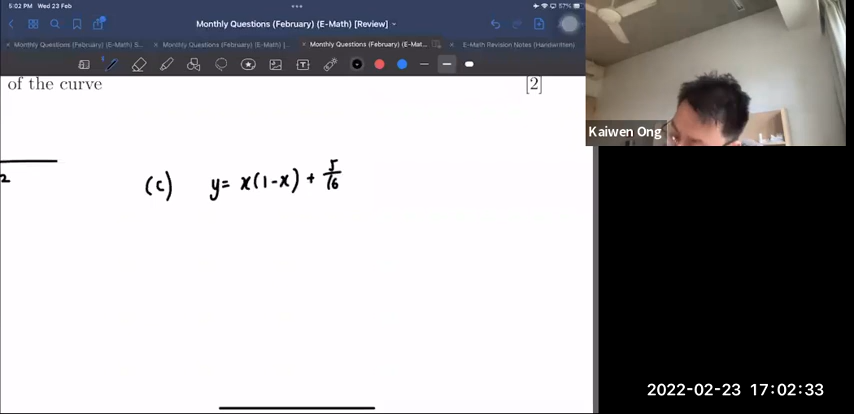 5:02 PM Wed 23 Feb
57%
Monthly Questions (February) (E-Math) [Review]
Monthly Questions (February) (E-Math) S...
Monthly Questions (February) (E-Math) [...
Monthly Questions (February) (E-Mat...
E-Math Revision Notes (Handwritten)
of the curve [2]
2
(c) y = x(1-x) + 5/16
Kaiwen Ong
2022-02-23 17:02:33